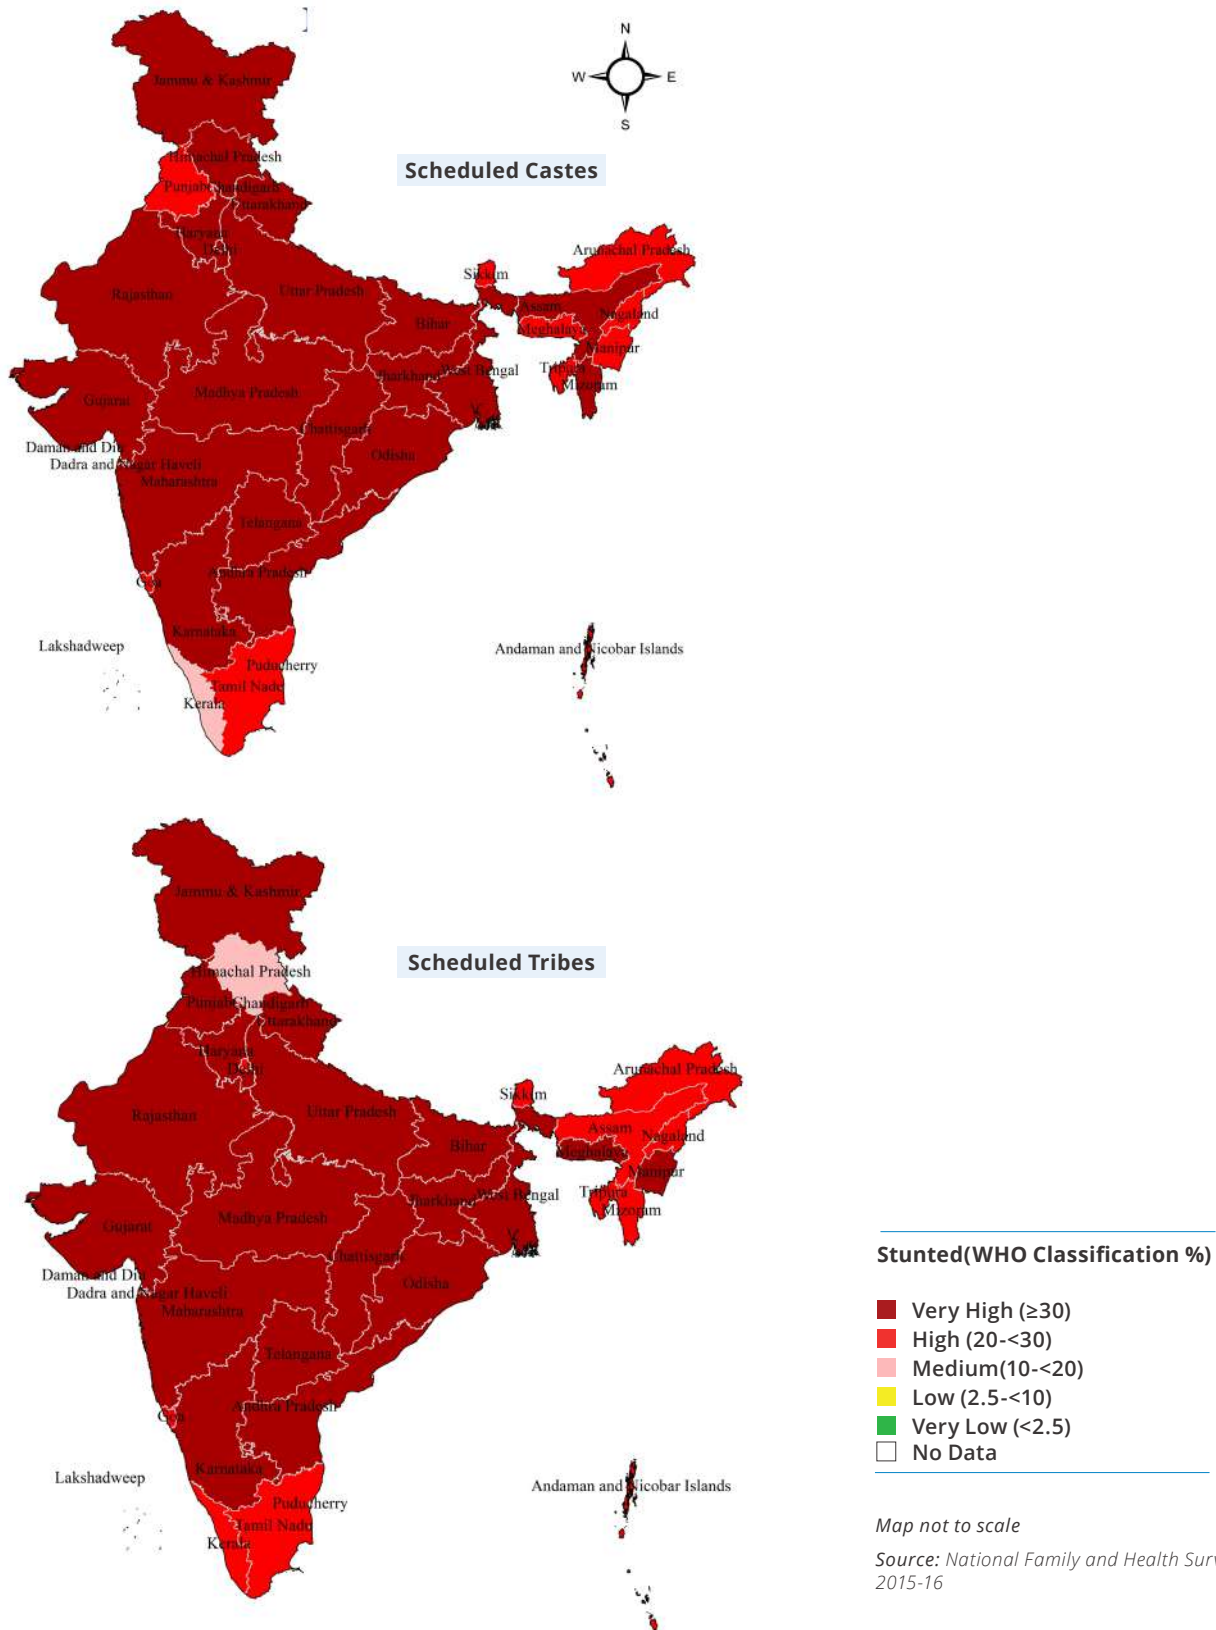 N
W E
S
Jammu & Kashmir
Himachal Pradesh
Scheduled Castes
Punjab Chandigarh
Uttarakhand
Haryana
Delhi
Arunachal Pradesh
Sikkim
Rajasthan
Uttar Pradesh
Assam
Nagaland
Bihar
Meghalaya
Manipur
Tripura
Jharkhand West Bengal
Mizoram
Madhya Pradesh
Gujarat
Chattisgarh
Daman and Diu
Odisha
Dadra and Nagar Haveli
Maharashtra
Telangana
Andhra Pradesh
Goa
Karnataka
Lakshadweep
Andaman and Nicobar Islands
Puducherry
Tamil Nadu
Kerala
Jammu & Kashmir
Scheduled Tribes
Himachal Pradesh
Punjab Chandigarh
Uttarakhand
Haryana
Delhi
Arunachal Pradesh
Sikkim
Rajasthan
Uttar Pradesh
Assam
Nagaland
Bihar
Meghalaya
Manipur
Tripura
Jharkhand West Bengal
Mizoram
Madhya Pradesh
Gujarat
Chattisgarh
Daman and Diu
Odisha
Dadra and Nagar Haveli
Maharashtra
Telangana
Andhra Pradesh
Goa
Karnataka
Lakshadweep
Andaman and Nicobar Islands
Puducherry
Tamil Nadu
Kerala
Stunted(WHO Classification %)
Very High (≥30)
High (20-<30)
Medium(10-<20)
Low (2.5-<10)
Very Low (<2.5)
No Data
Map not to scale
Source: National Family and Health Surv
2015-16